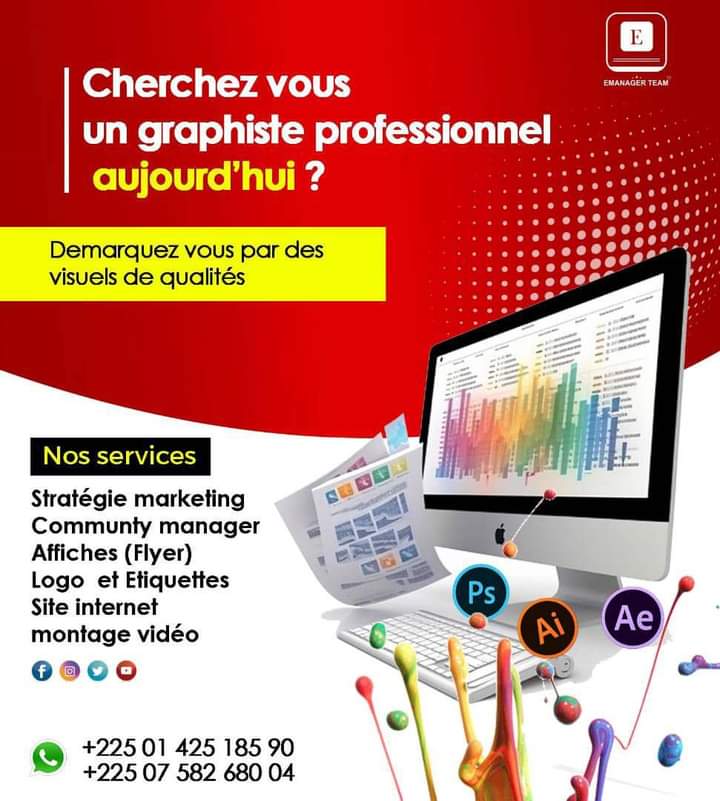 E
EMANAGER TEAM
Cherchez vous
un graphiste professionnel
aujourd'hui ?
Demarquez vous par des
visuels de qualités
Nos services
Stratégie marketing
Communty manager
Affiches (Flyer)
Logo et Etiquettes
Site internet
montage vidéo
Ps
Ai
Ae
+225 01 425 185 90
+225 07 582 680 04